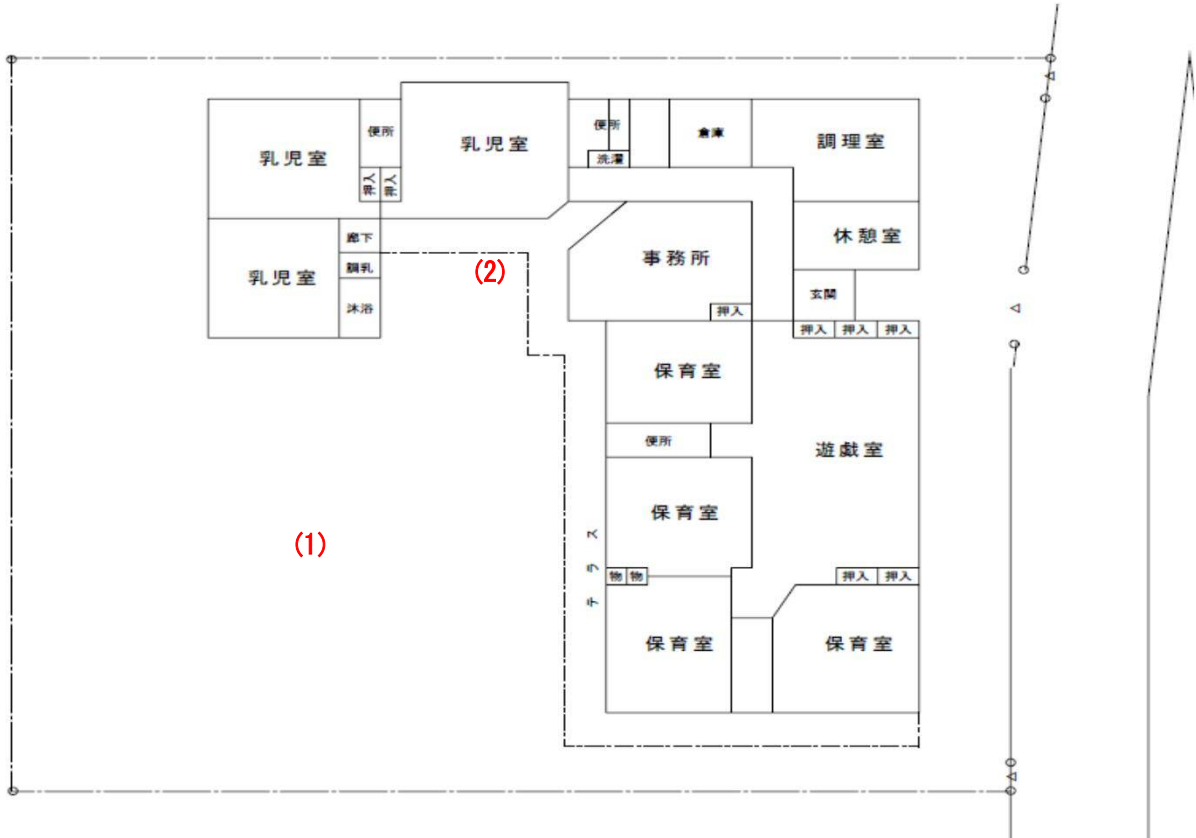 便所
乳児室
乳児室
便所
倉庫
調理室
洗濯
押入
押入
休憩室
廊下
事務所
調乳
(2)
乳児室
玄関
沐浴
押入
押入
押入
押入
保育室
便所
遊戯室
保育室
(1)
テラス
物
物
押入
押入
保育室
保育室